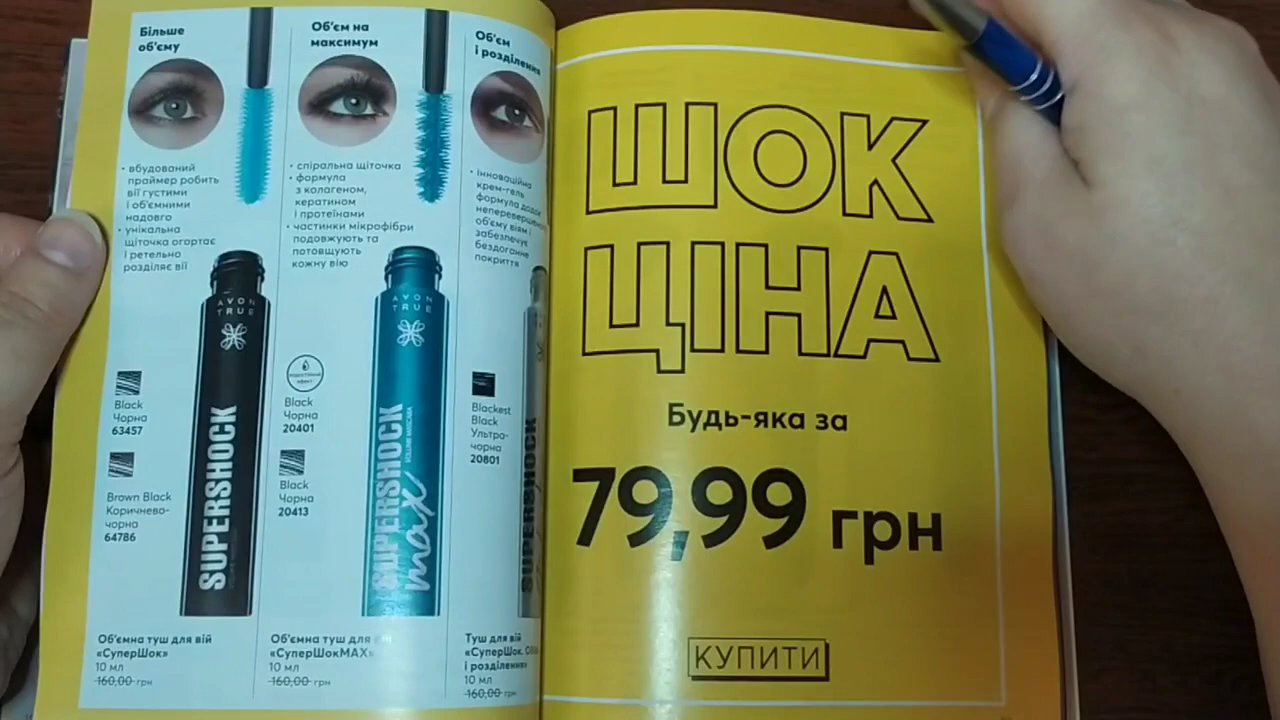 Більше
об'єму
• вбудований
праймер робить
вії густими
і об'ємними
надовго
• унікальна
щіточка огортає
і ретельно
розділяє вії
AVON
TRUE
SUPERSHOCK
Black
Чорна
63457
Brown Black
Коричнево-
чорна
64786
Об'ємна туш для вій
«СуперШок»
10 мл
160,00 грн
Об'єм на
максимум
• спіральна щіточка
• формула
з колагеном,
кератином
і протеїнами
• частинки мікрофібри
подовжують та
потовщують
кожну вію
AVON
TRUE
SUPERSHOCK
max
VOLUME MASCARA
Black
Чорна
20401
Black
Чорна
20413
Об'ємна туш для вій
«СуперШокMAX»
10 мл
160,00 грн
Об'єм
і розділення
• інноваційна
крем-гель
формула
неперевершеного
об'єму віям і
забезпечує
бездоганне
покриття
SUPERSHOCK
Blackest
Black
Ультра-
чорна
20801
Туш для вій
«СуперШок.
і розділення»
10 мл
160,00 грн
ШОК
ЦІНА
Будь-яка за
79,99 грн
КУПИТИ